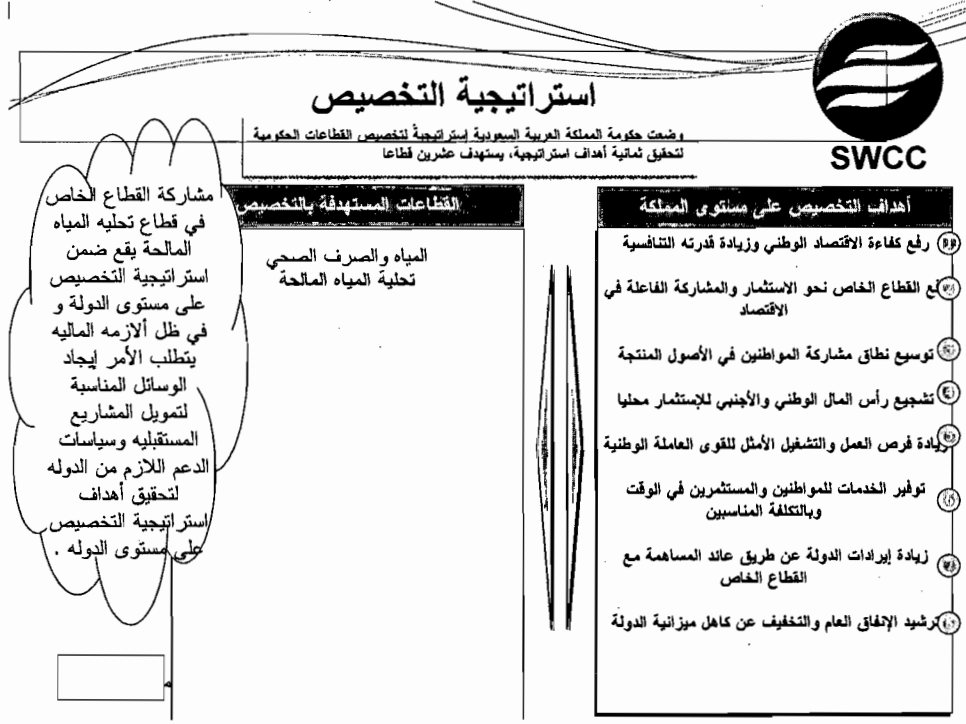 استراتيجية التخصيص
وضعت حكومة المملكة العربية السعودية إستراتيجية لتخصيص القطاعات الحكومية
لتحقيق ثمانية أهداف استراتيجية، يستهدف عشرين قطاعا
SWCC
أهداف التخصيص على مستوى المملكة
رفع كفاءة الاقتصاد الوطني وزيادة قدرته التنافسية
القطاع الخاص نحو الاستثمار والمشاركة الفاعلة في
الاقتصاد
توسيع نطاق مشاركة المواطنين في الأصول المنتجة
تشجيع رأس المال الوطني والأجنبي للإستثمار محليا
زيادة فرص العمل والتشغيل الأمثل للقوى العاملة الوطنية
توفير الخدمات للمواطنين والمستثمرين في الوقت
وبالتكلفة المناسبين
زيادة إيرادات الدولة عن طريق عائد المساهمة مع
القطاع الخاص
ترشيد الإنفاق العام والتخفيف عن كاهل ميزانية الدولة
القطاعات المستهدفة بالتخصيص
المياه والصرف الصحي
تحلية المياه المالحة
مشاركة القطاع الخاص
في قطاع تحليه المياه
المالحة يقع ضمن
استراتيجية التخصيص
على مستوى الدولة و
في ظل ألازمه الماليه
يتطلب الأمر إيجاد
الوسائل المناسبة
لتمويل المشاريع
المستقبليه وسياسات
الدعم اللازم من الدوله
لتحقيق أهداف
استراتيجية التخصيص
على مستوى الدوله .